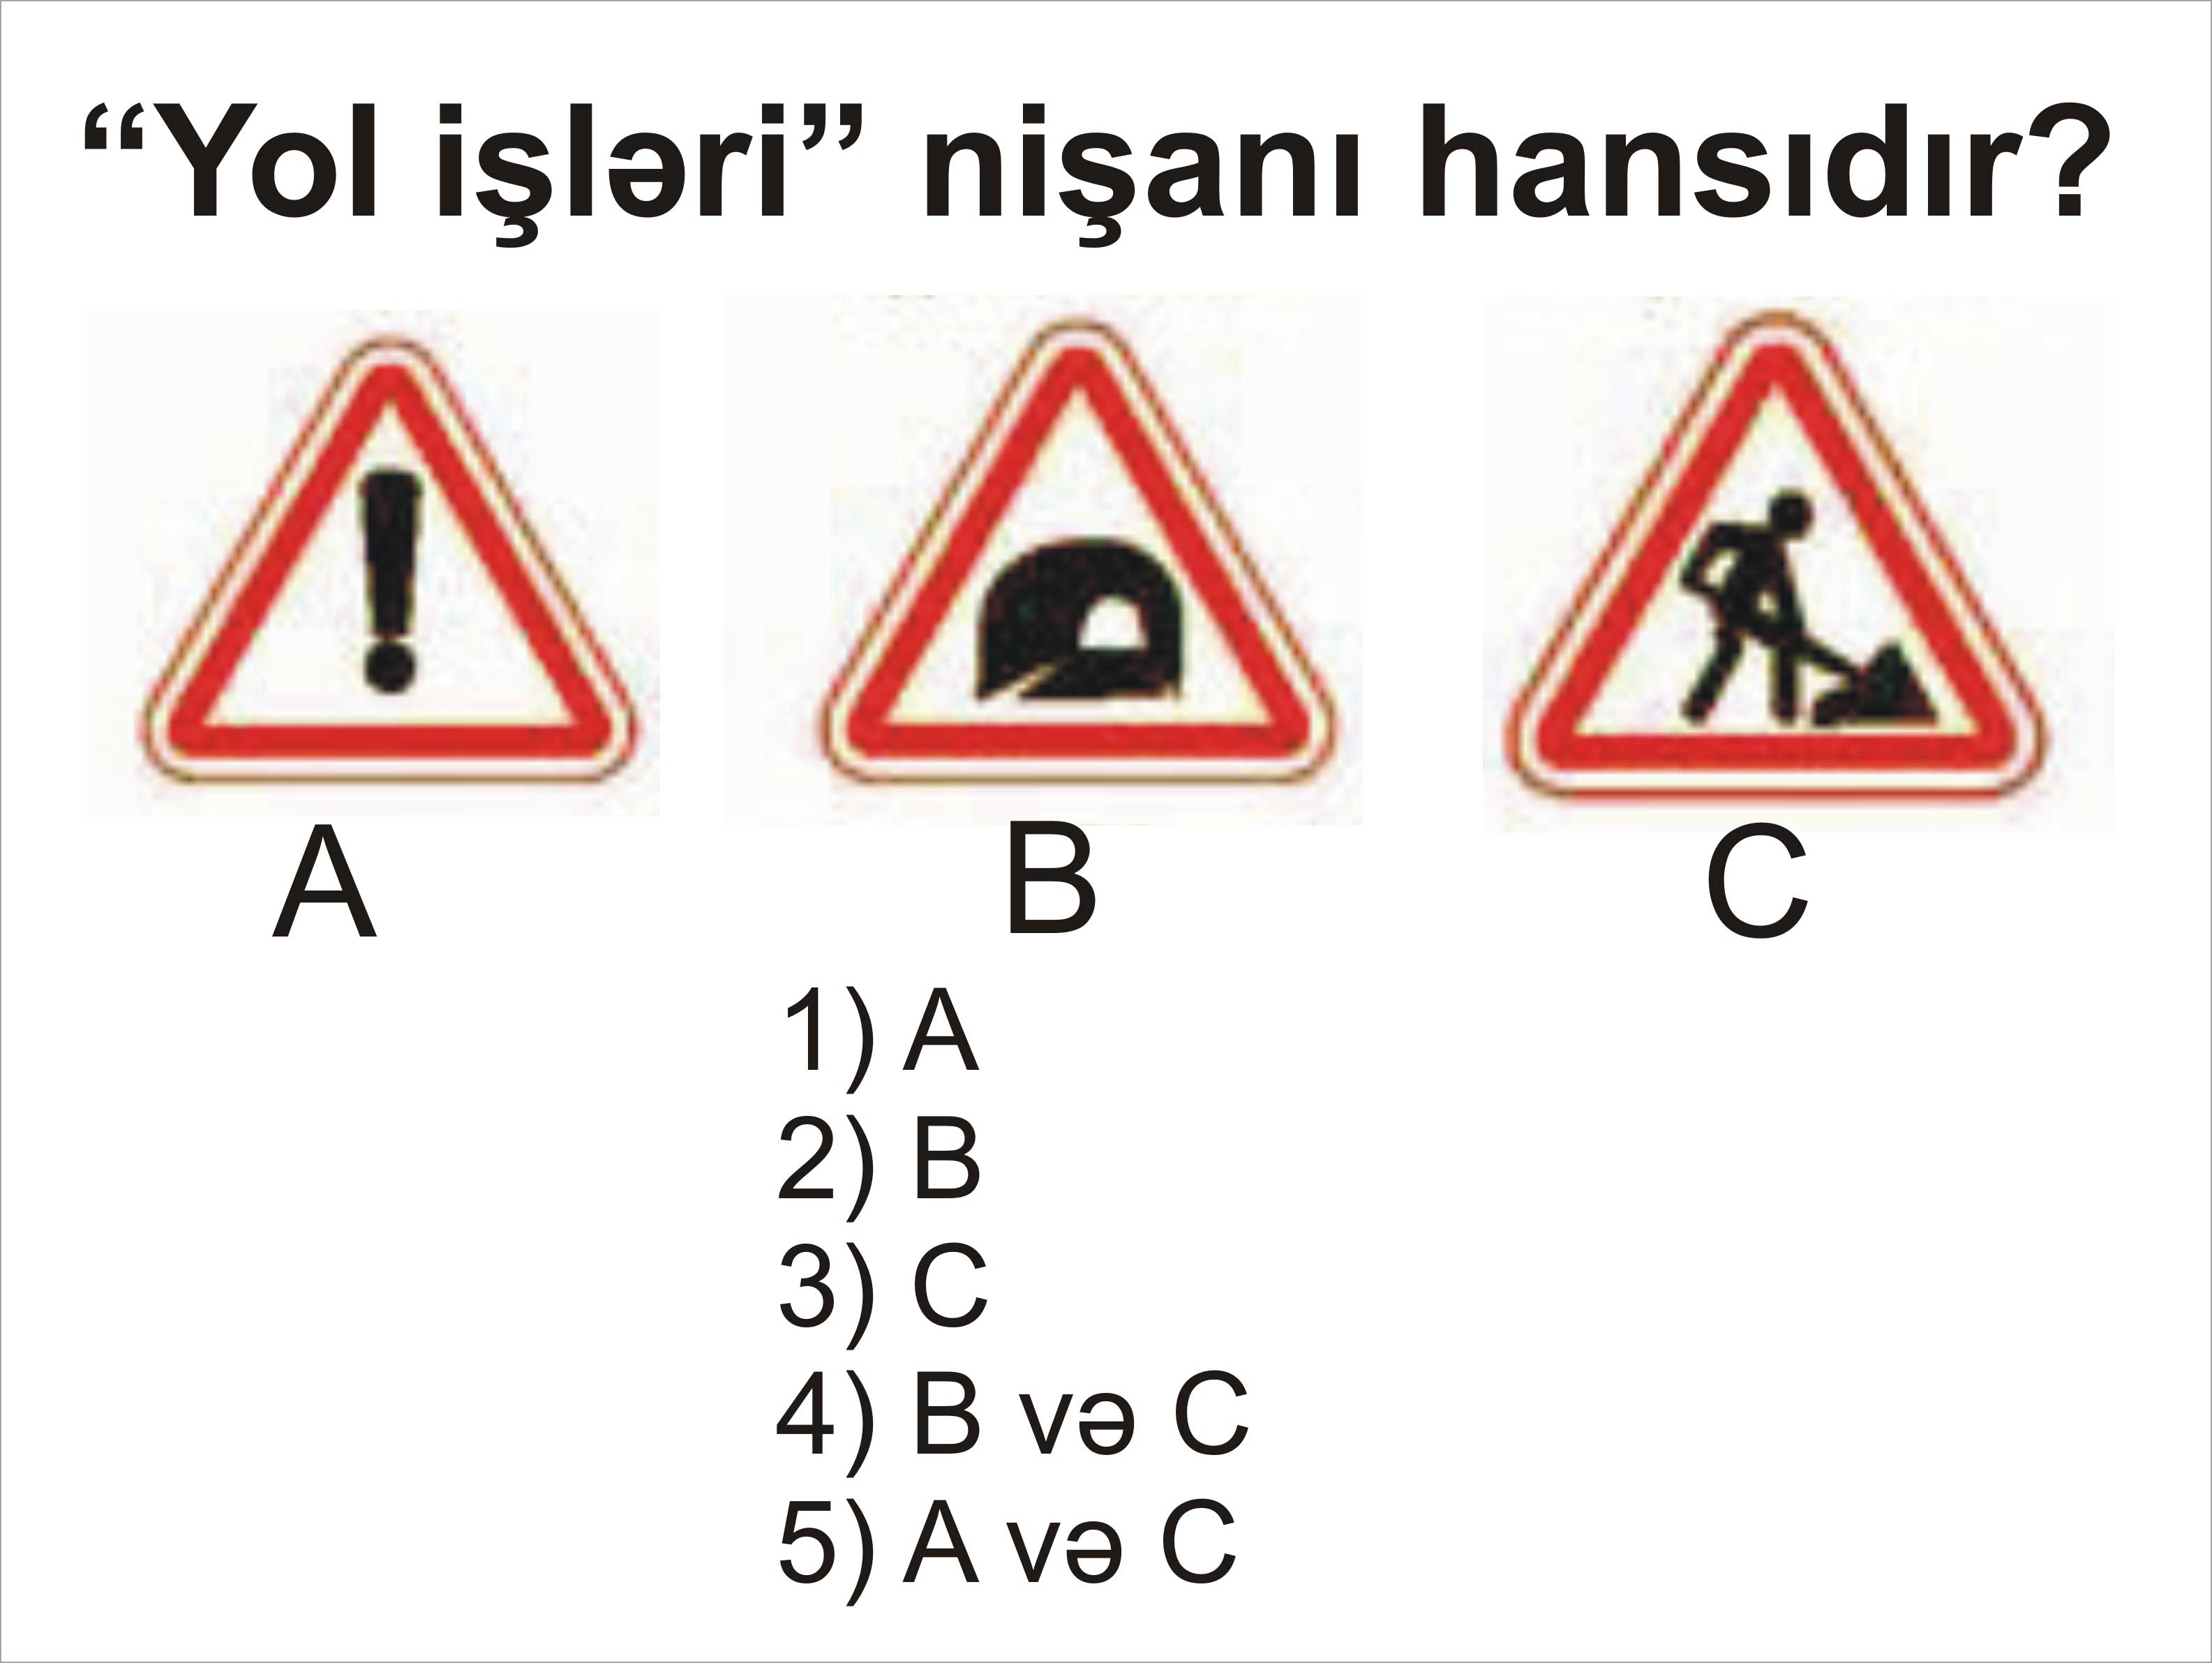 “Yol işləri” nişanı hansıdır?
A B C
1) A
2) B
3) C
4) B və C
5) A və C